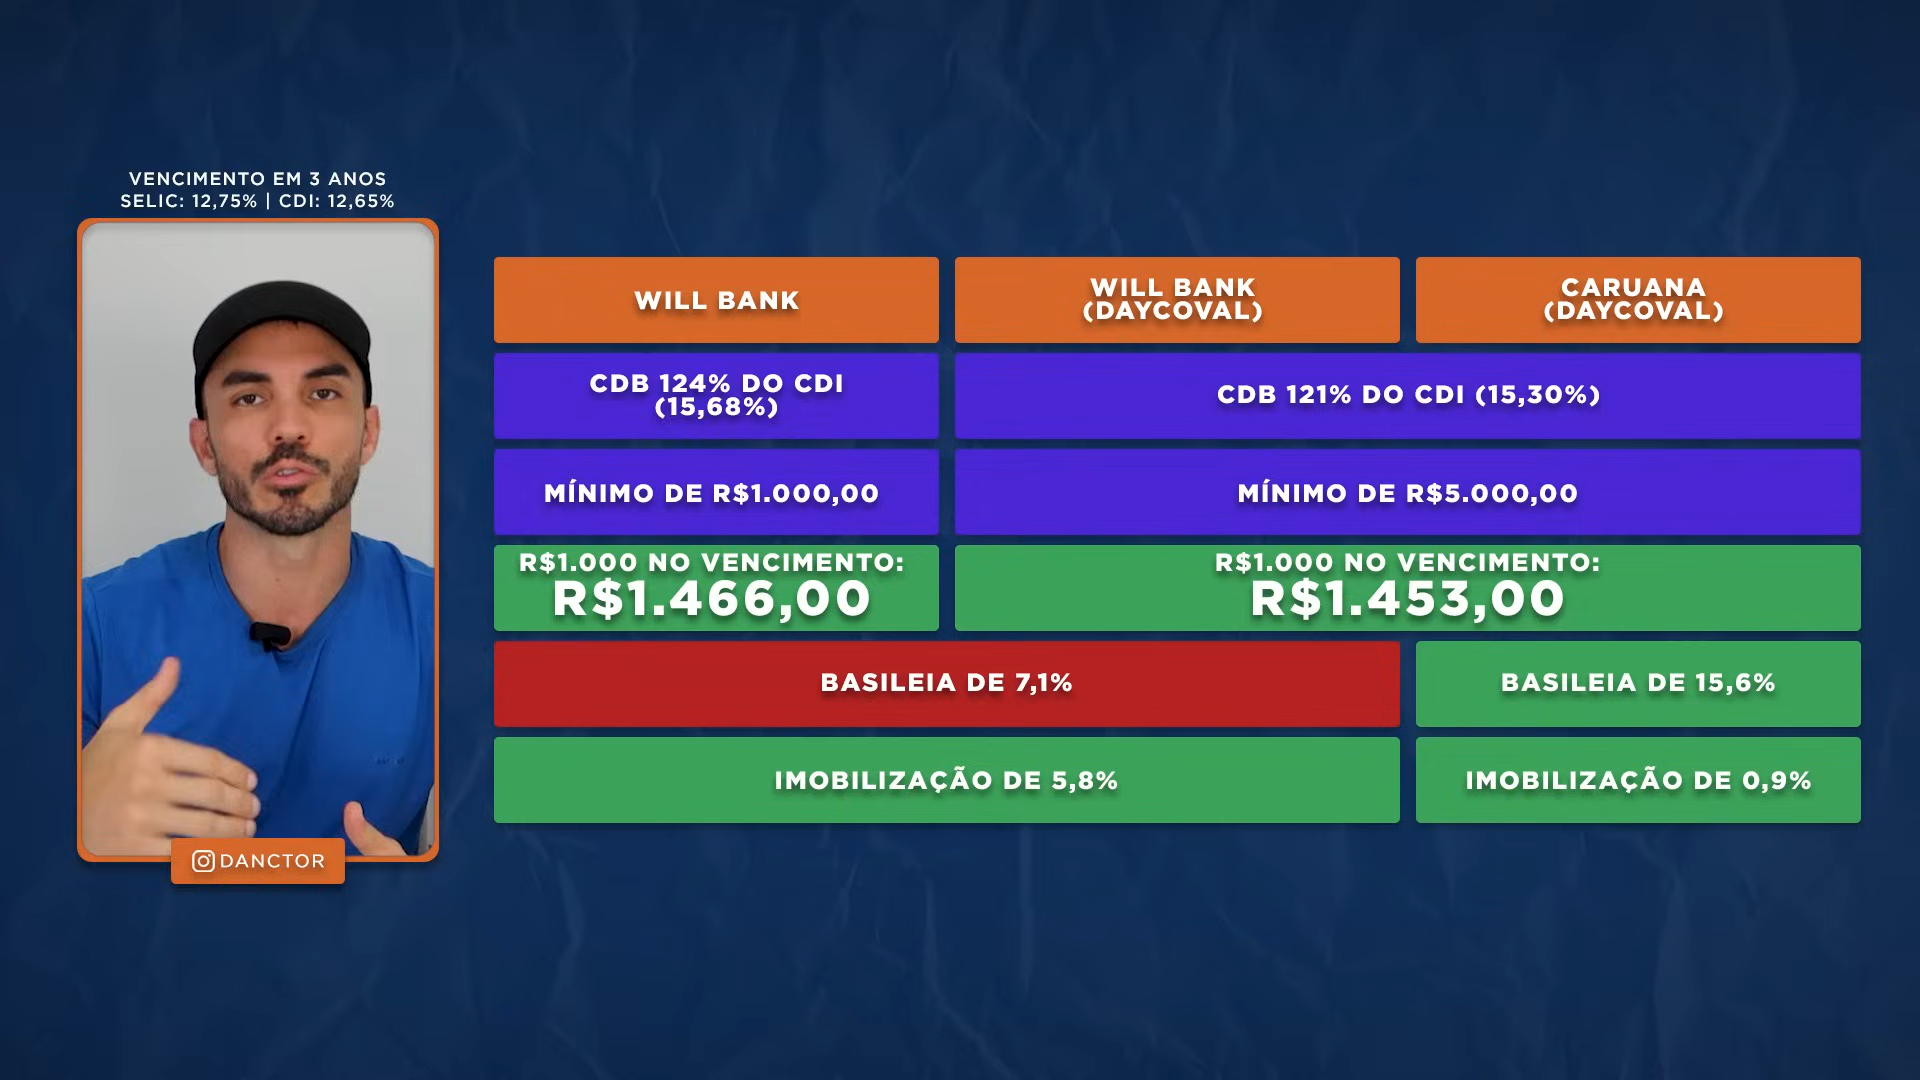 VENCIMENTO EM 3 ANOS
SELIC: 12,75% | CDI: 12,65%
DANCTOR
WILL BANK
WILL BANK
(DAYCOVAL)
CARUANA
(DAYCOVAL)
CDB 124% DO CDI
(15,68%)
CDB 121% DO CDI (15,30%)
MÍNIMO DE R$1.000,00
MÍNIMO DE R$5.000,00
R$1.000 NO VENCIMENTO:
R$1.466,00
R$1.000 NO VENCIMENTO:
R$1.453,00
BASILEIA DE 7,1%
BASILEIA DE 15,6%
IMOBILIZAÇÃO DE 5,8%
IMOBILIZAÇÃO DE 0,9%